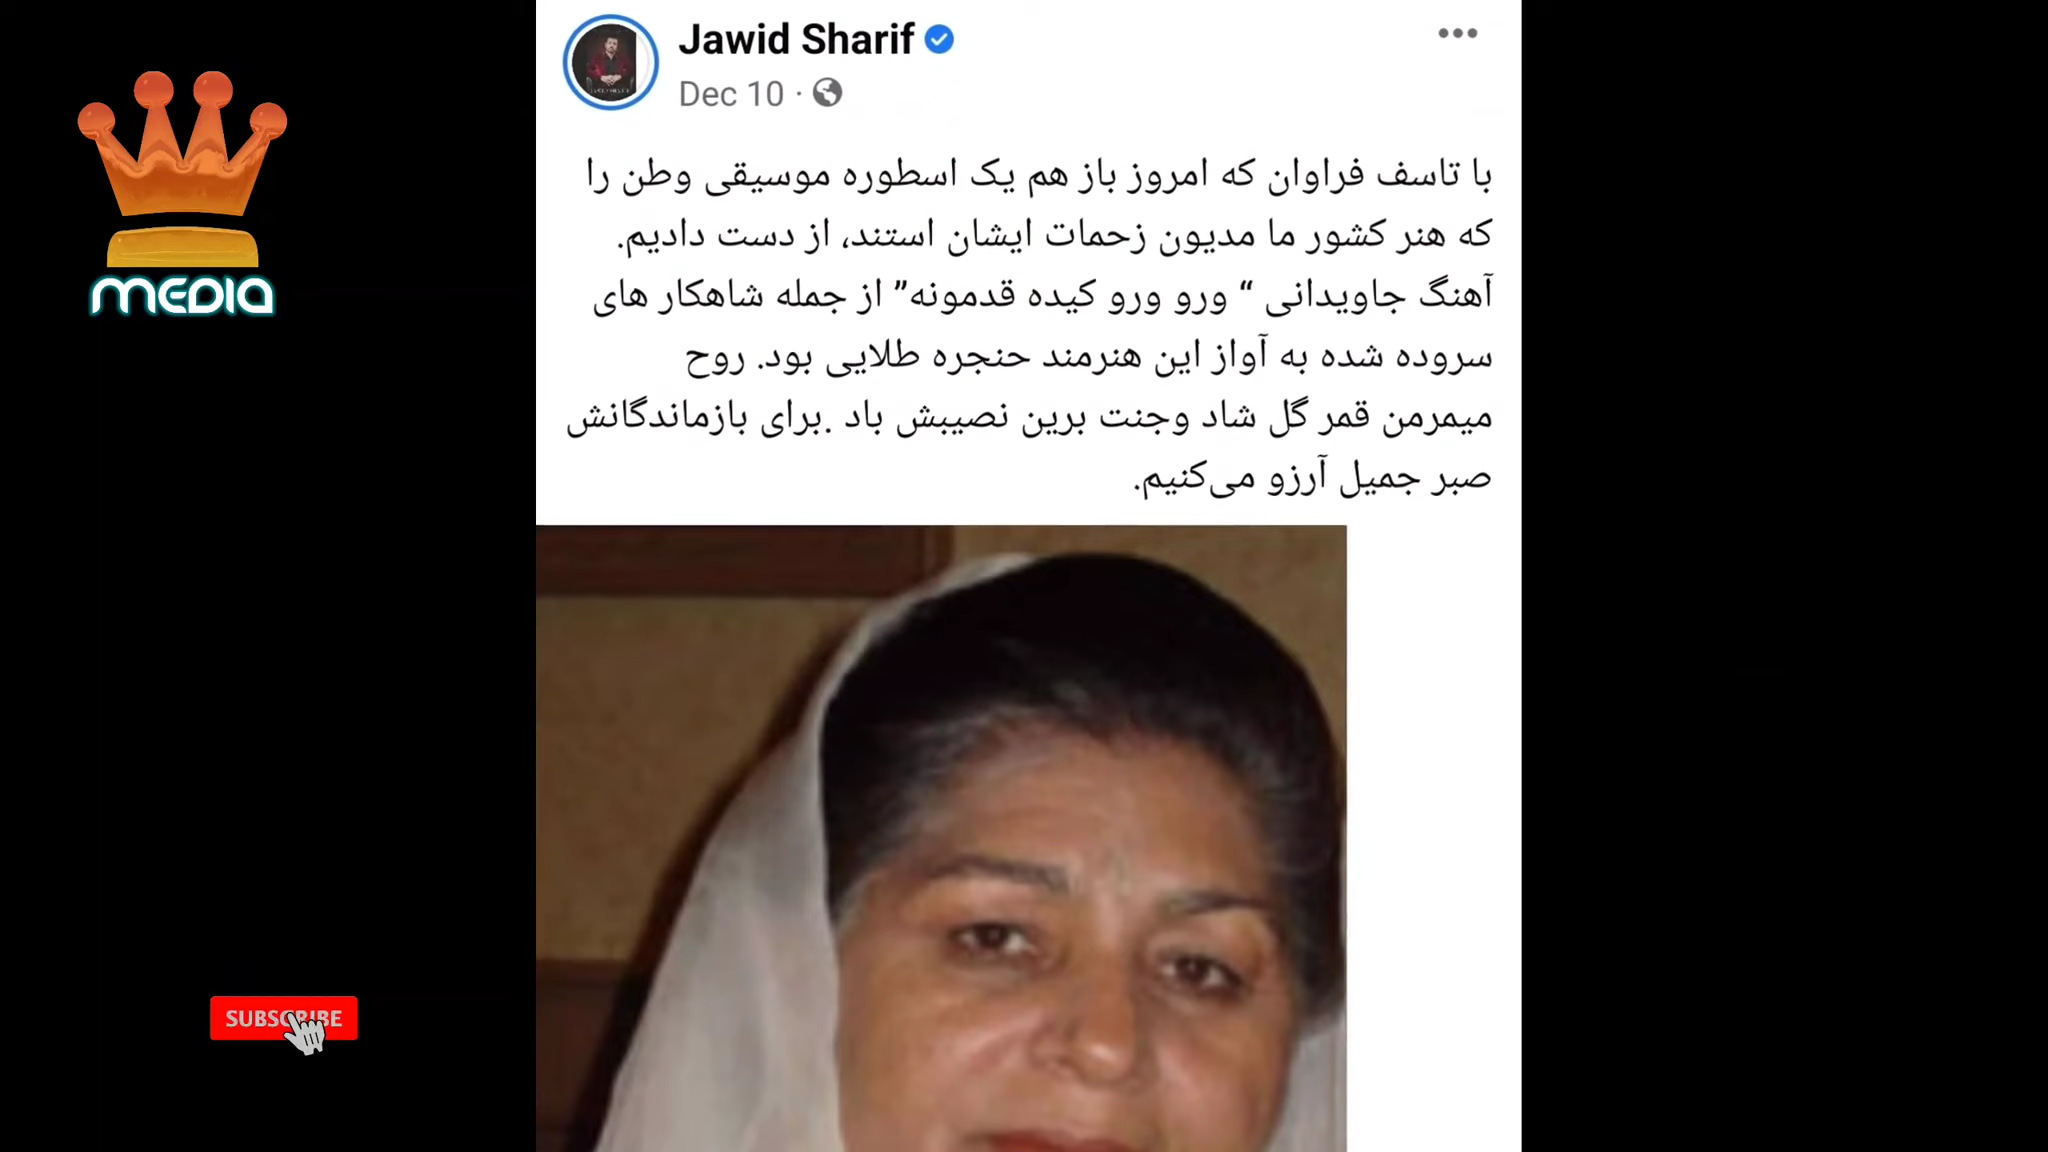 MEDIA
Jawid Sharif
Dec 10 ·
با تاسف فراوان که امروز باز هم یک اسطوره موسیقی وطن را
که هنر کشور ما مدیون زحمات ایشان استند، از دست دادیم.
آهنگ جاویدانی “ ورو ورو کیده قدمونه” از جمله شاهکار های
سروده شده به آواز این هنرمند حنجره طلایی بود. روح
میمرمن قمر گل شاد وجنت برین نصیبش باد .برای بازماندگانش
صبر جمیل آرزو می‌کنیم.
SUBSCRIBE